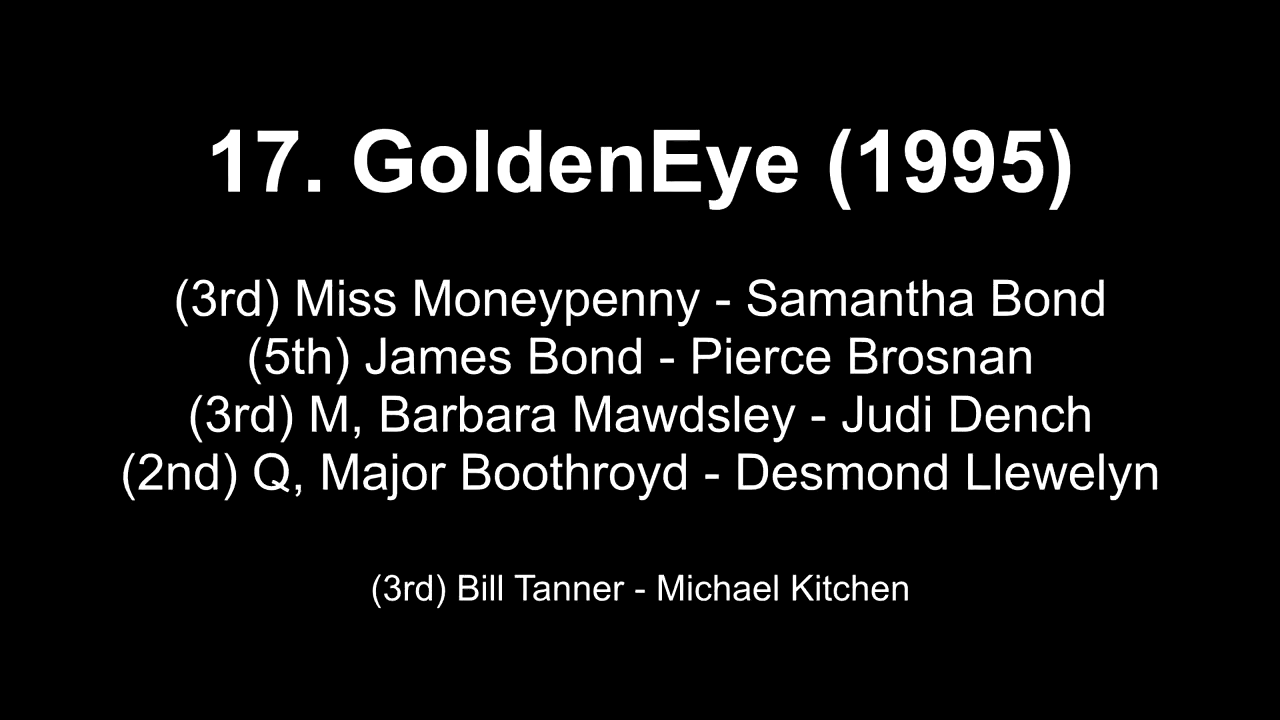 17. GoldenEye (1995)
(3rd) Miss Moneypenny - Samantha Bond
(5th) James Bond - Pierce Brosnan
(3rd) M, Barbara Mawdsley - Judi Dench
(2nd) Q, Major Boothroyd - Desmond Llewelyn
(3rd) Bill Tanner - Michael Kitchen